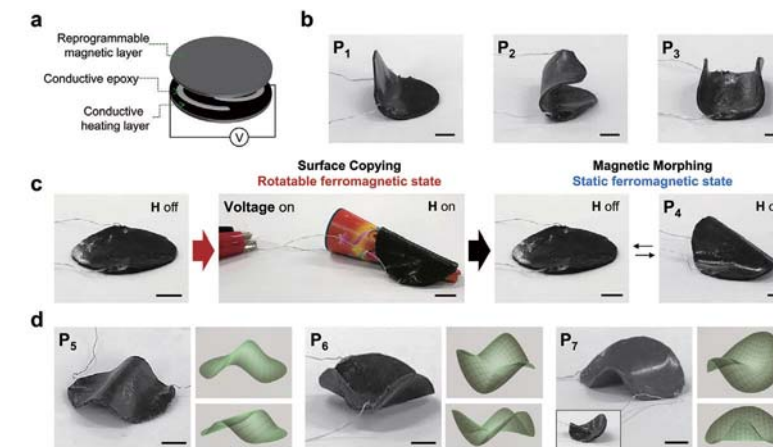 a
Reprogrammable
magnetic layer
Conductive epoxy
Conductive
heating layer
V
b
P1
P2
P3
Surface Copying
Rotatable ferromagnetic state
Magnetic Morphing
Static ferromagnetic state
c
H off
Voltage on
H on
H off
P4
d
P5
P6
P7